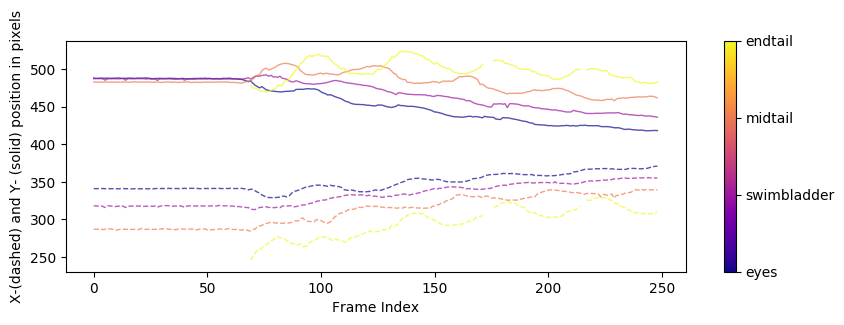 X-(dashed) and Y- (solid) position in pixels
500
450
400
350
300
250
0 50 100 150 200 250
Frame Index
endtail
midtail
swimbladder
eyes